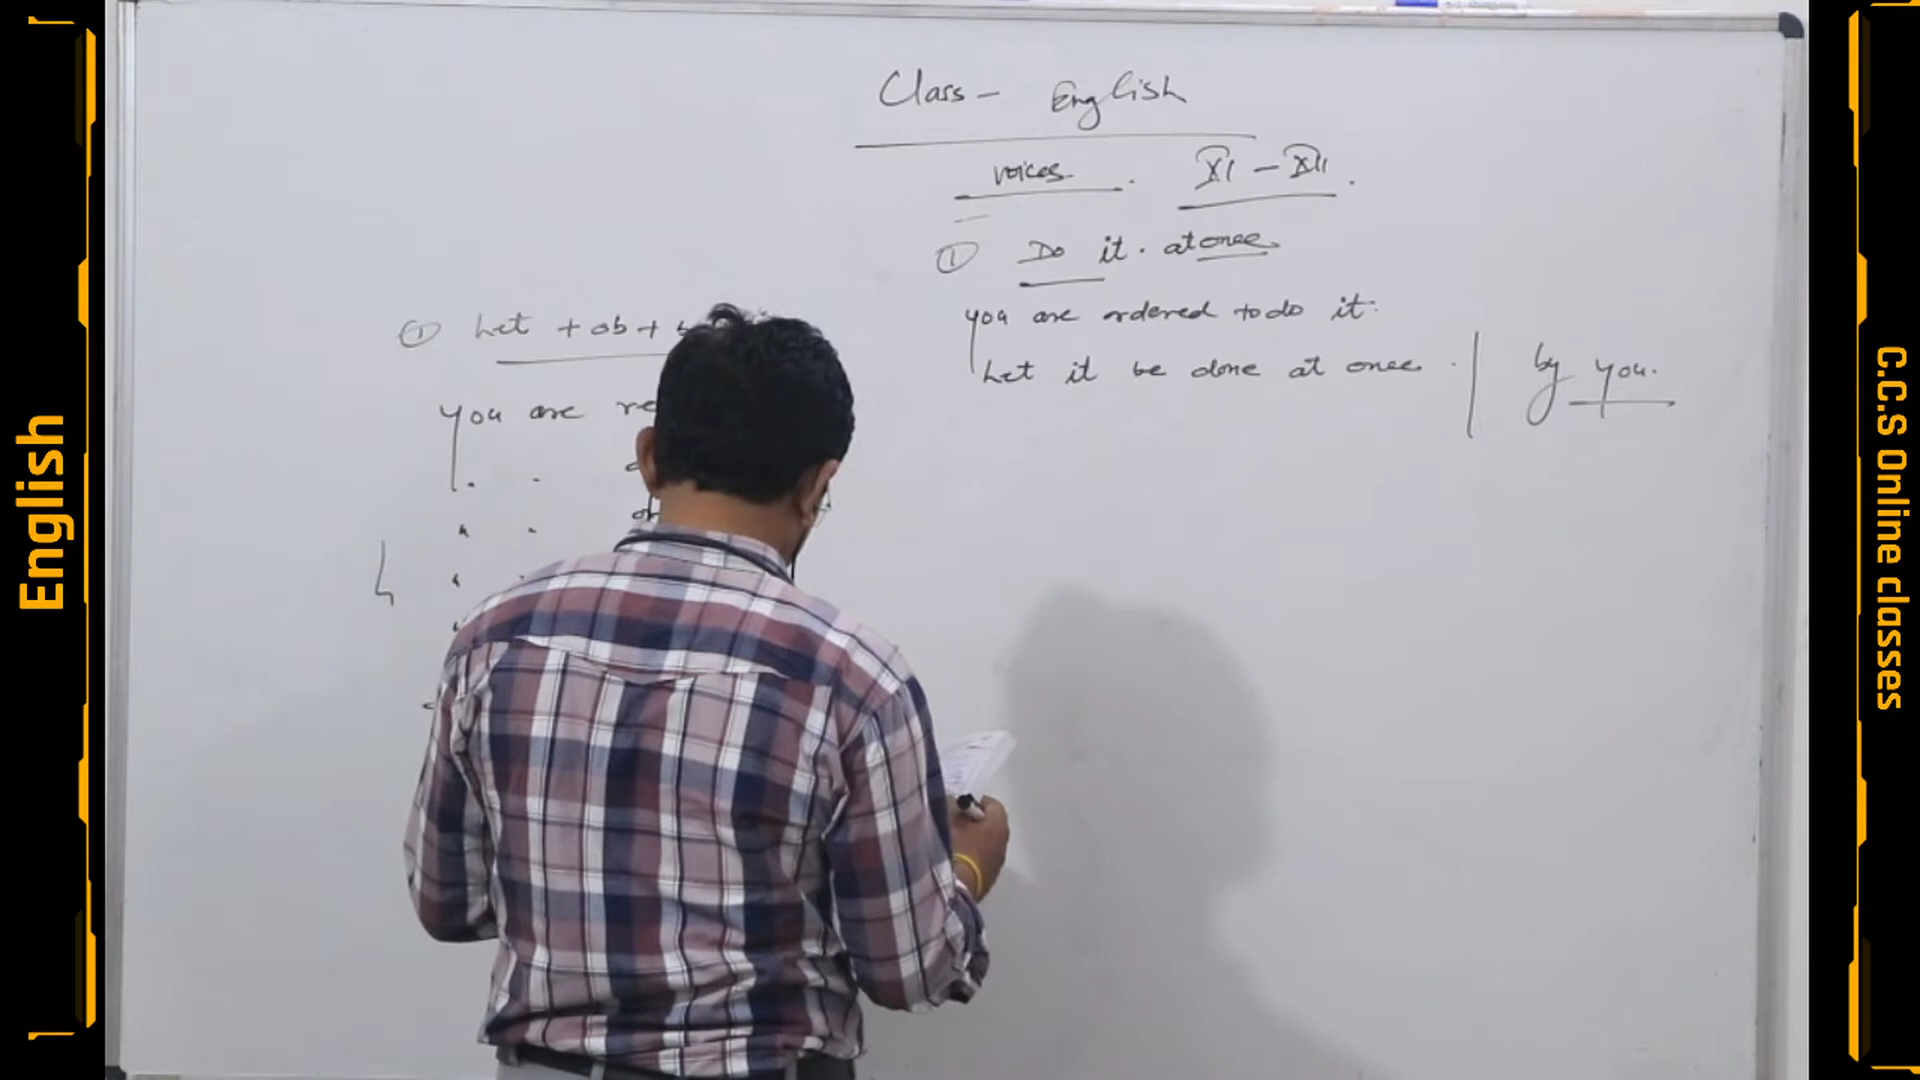 English
Class - English
voices. XI - XII.
① Do it. at once
you are ordered to do it.
Let it be done at once. | by you.
① Let + ob +
you are
C.C.S Online classes